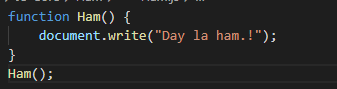 function Ham() {
    document.write("Day la ham.!");
}
Ham();